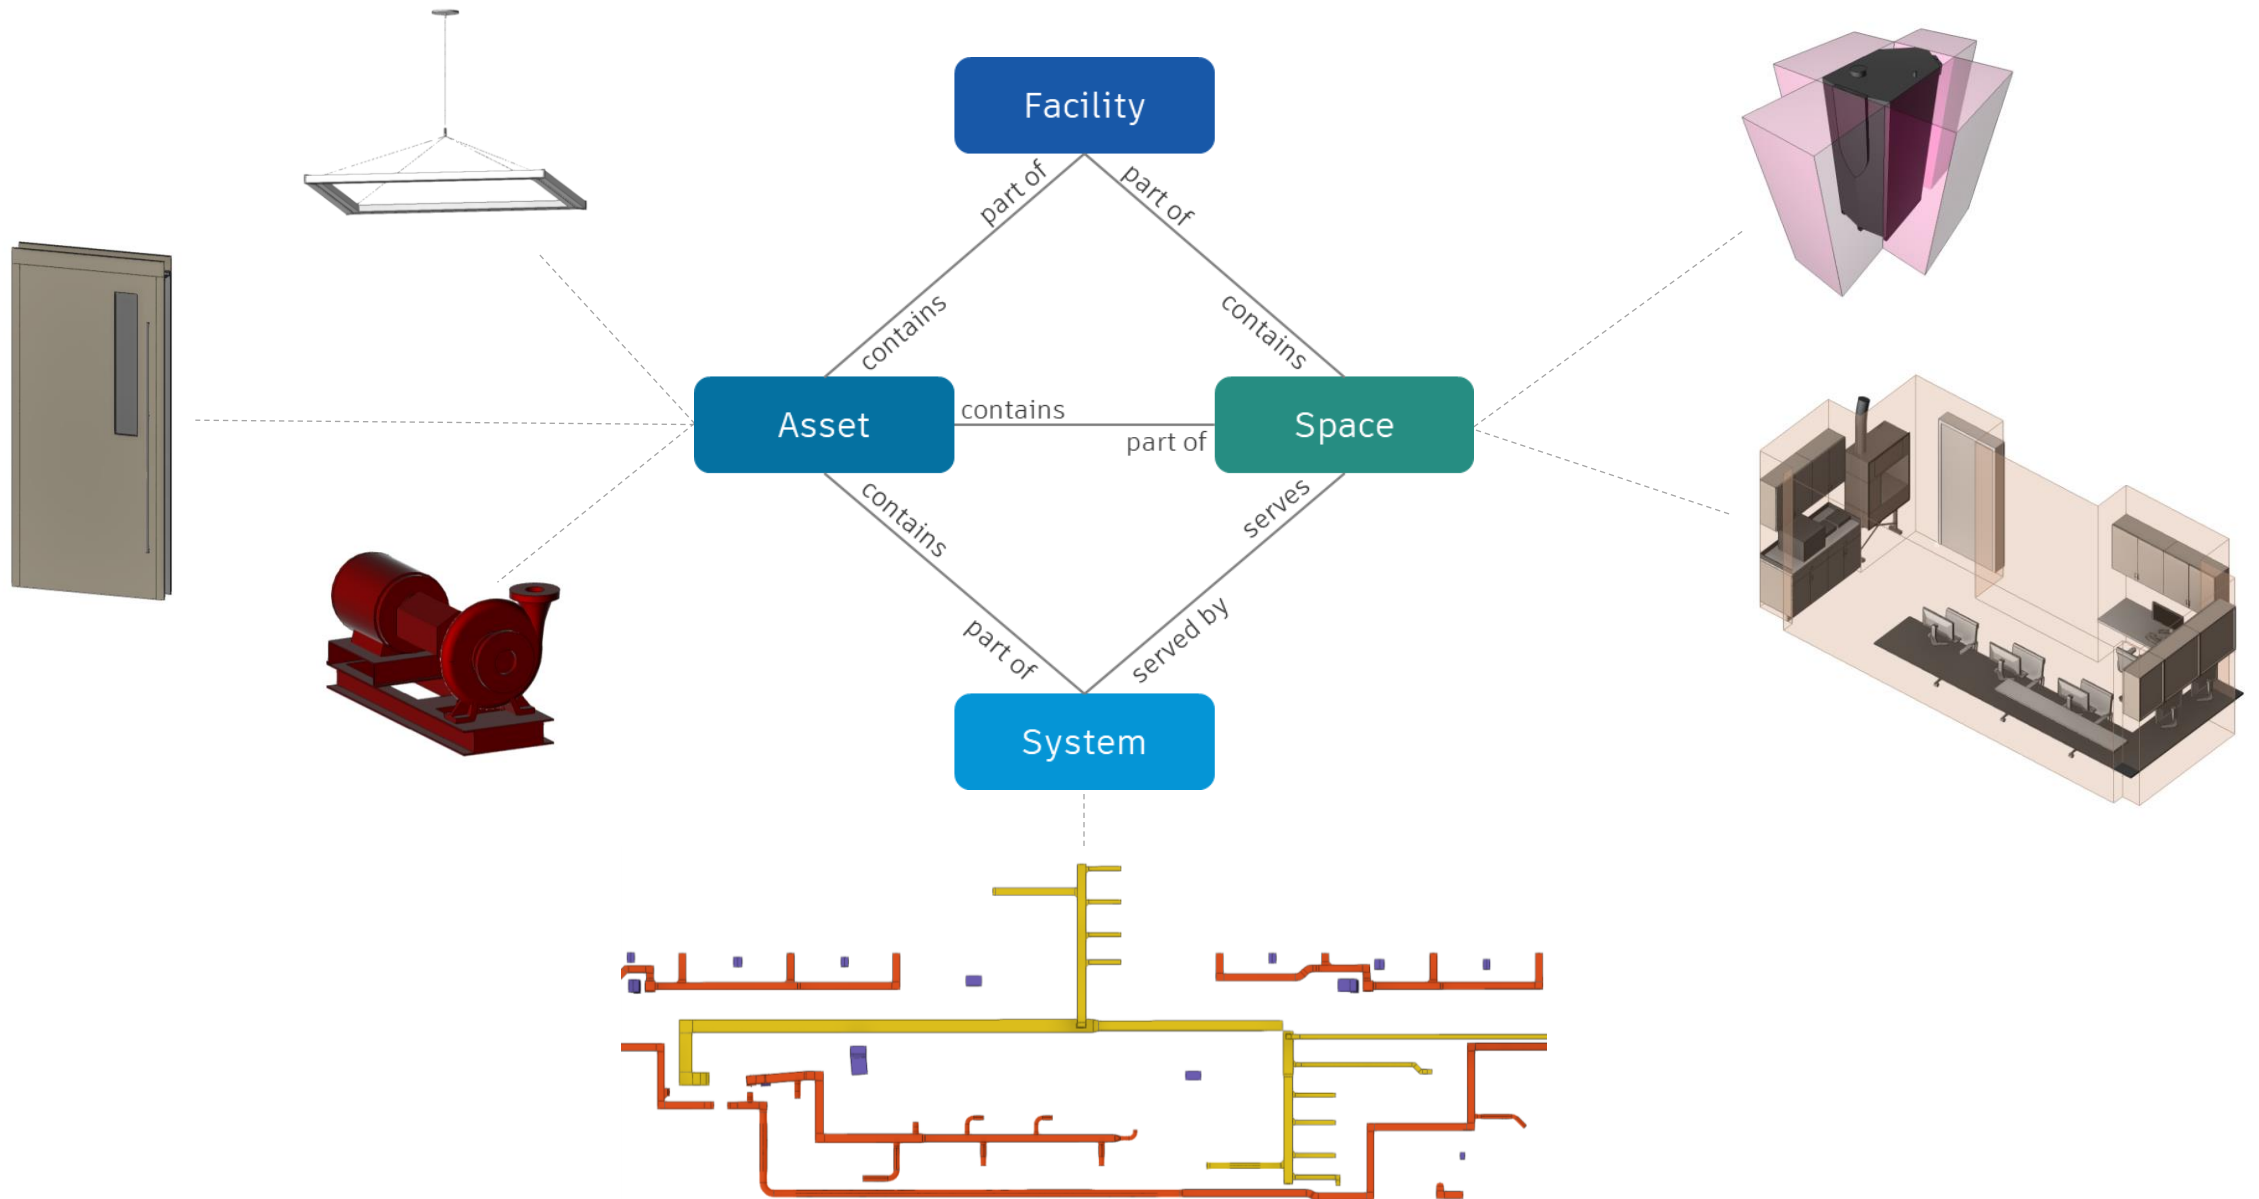 Facility
part of
part of
contains
contains
Asset
contains
part of
Space
contains
serves
part of
served by
System